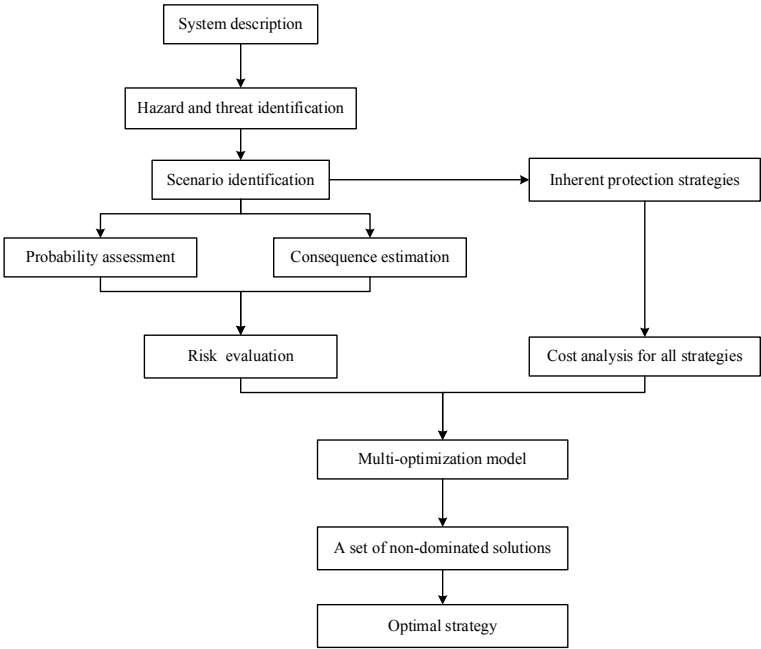 System description
Hazard and threat identification
Scenario identification
Inherent protection strategies
Probability assessment
Consequence estimation
Risk evaluation
Cost analysis for all strategies
Multi-optimization model
A set of non-dominated solutions
Optimal strategy